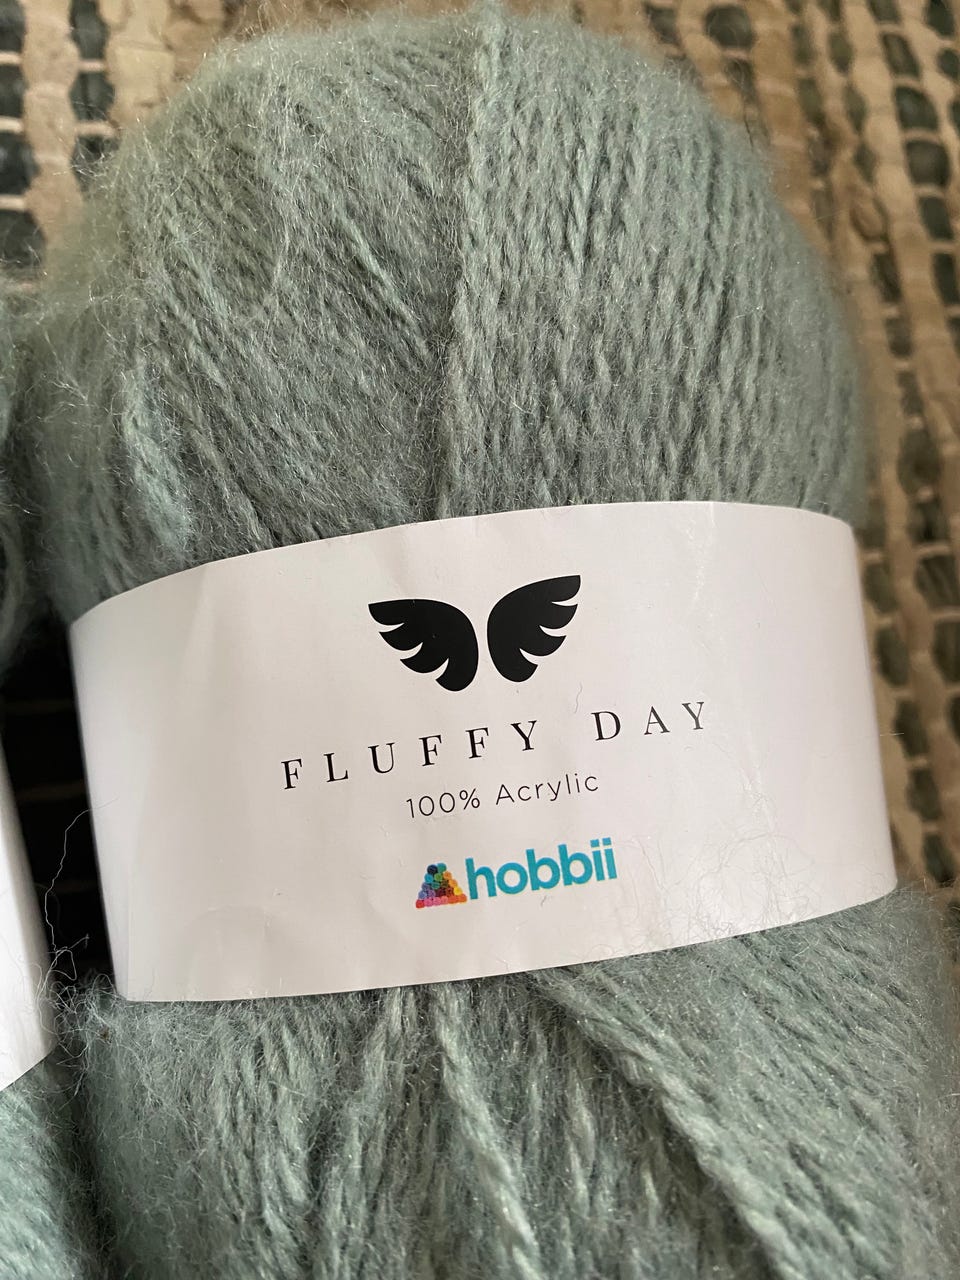 FLUFFY DAY
100% Acrylic
hobbii